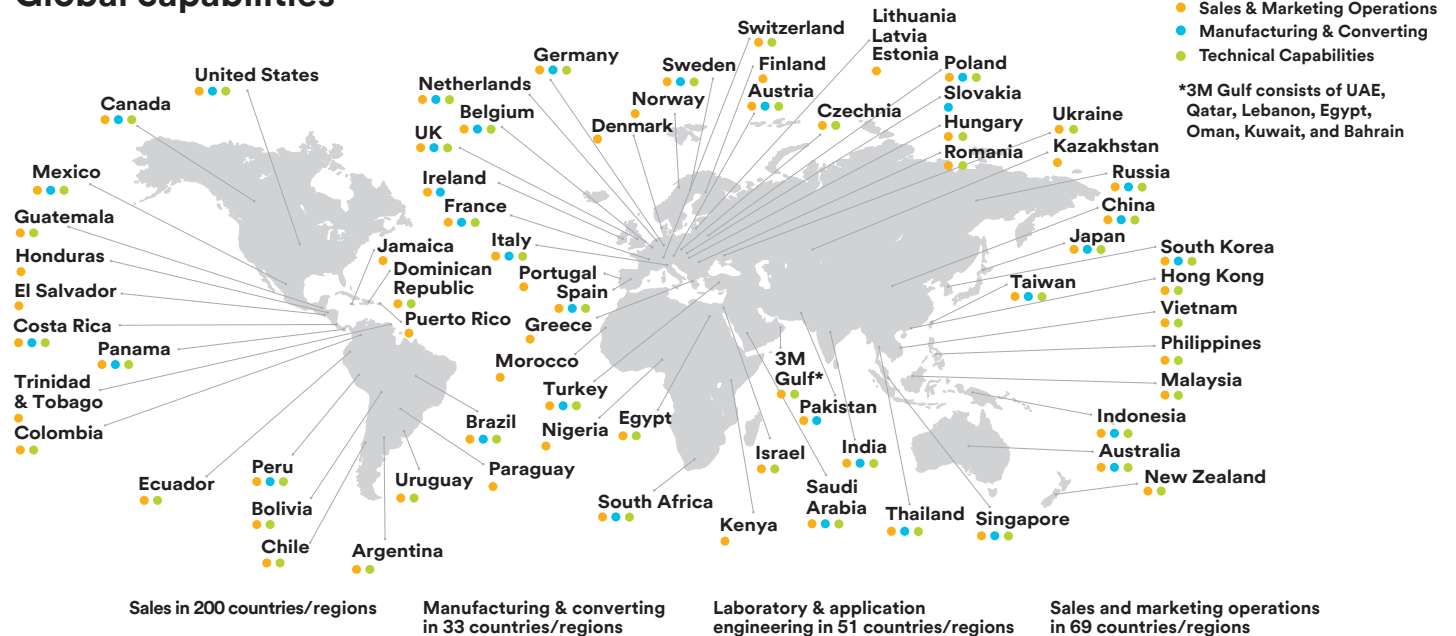 Global capabilities
Sales & Marketing Operations
Manufacturing & Converting
Technical Capabilities
*3M Gulf consists of UAE,
Qatar, Lebanon, Egypt,
Oman, Kuwait, and Bahrain
United States
Canada
Mexico
Guatemala
Honduras
El Salvador
Costa Rica
Panama
Trinidad
& Tobago
Colombia
Ecuador
Peru
Bolivia
Chile
Argentina
Uruguay
Paraguay
Brazil
Jamaica
Dominican
Republic
Puerto Rico
Germany
Netherlands
Belgium
UK
Ireland
France
Italy
Portugal
Spain
Greece
Morocco
Turkey
Nigeria
Egypt
South Africa
Kenya
Israel
Saudi
Arabia
3M
Gulf*
Pakistan
India
Thailand
Singapore
Switzerland
Sweden
Finland
Norway
Austria
Denmark
Czechnia
Lithuania
Latvia
Estonia
Poland
Slovakia
Hungary
Romania
Ukraine
Kazakhstan
Russia
China
Japan
Taiwan
South Korea
Hong Kong
Vietnam
Philippines
Malaysia
Indonesia
Australia
New Zealand
Sales in 200 countries/regions
Manufacturing & converting
in 33 countries/regions
Laboratory & application
engineering in 51 countries/regions
Sales and marketing operations
in 69 countries/regions